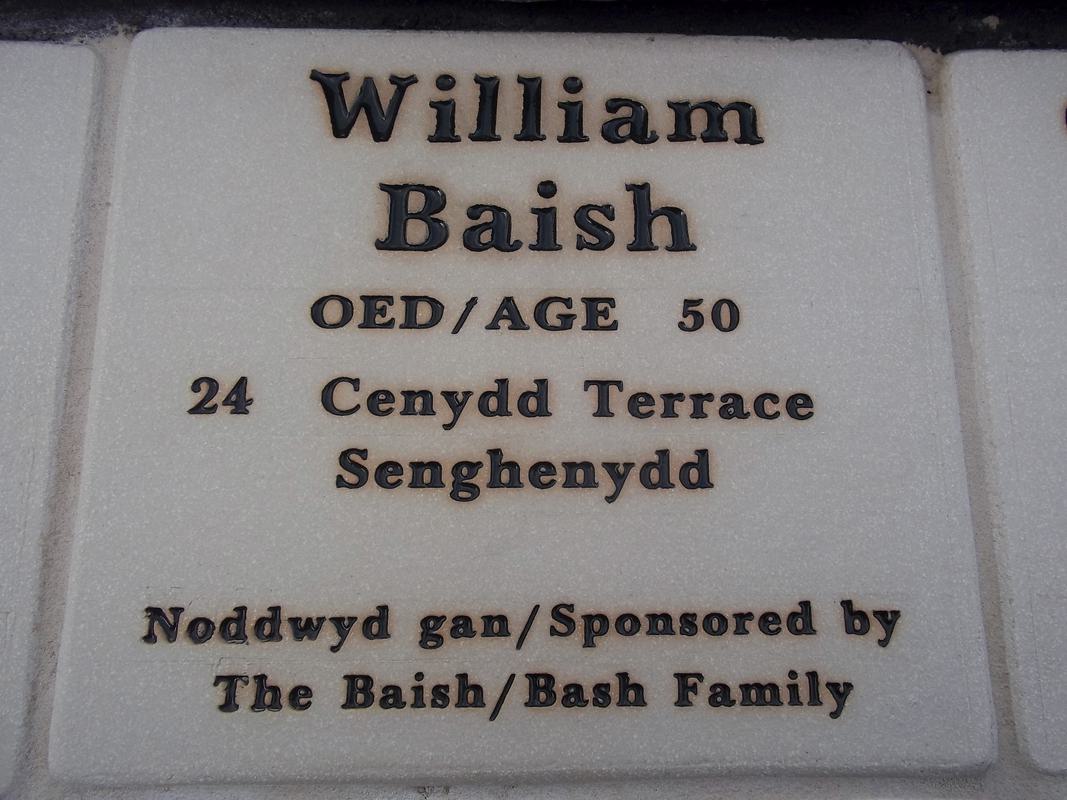 William
Baish
OED/AGE 50
24 Cenydd Terrace
Senghenydd
Noddwyd gan/Sponsored by
The Baish/Bash Family